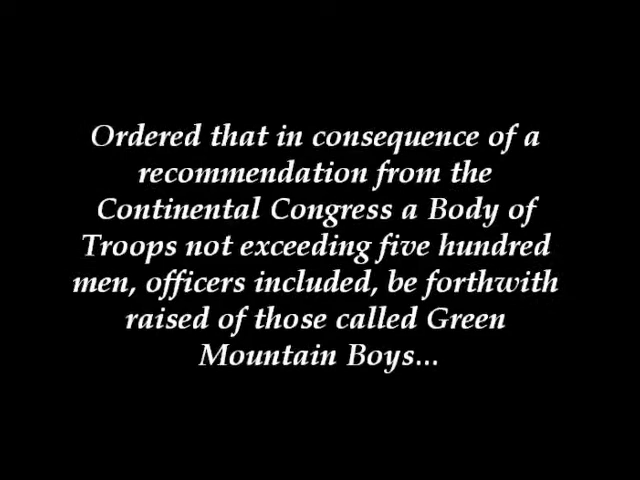 Ordered that in consequence of a
recommendation from the
Continental Congress a Body of
Troops not exceeding five hundred
men, officers included, be forthwith
raised of those called Green
Mountain Boys...